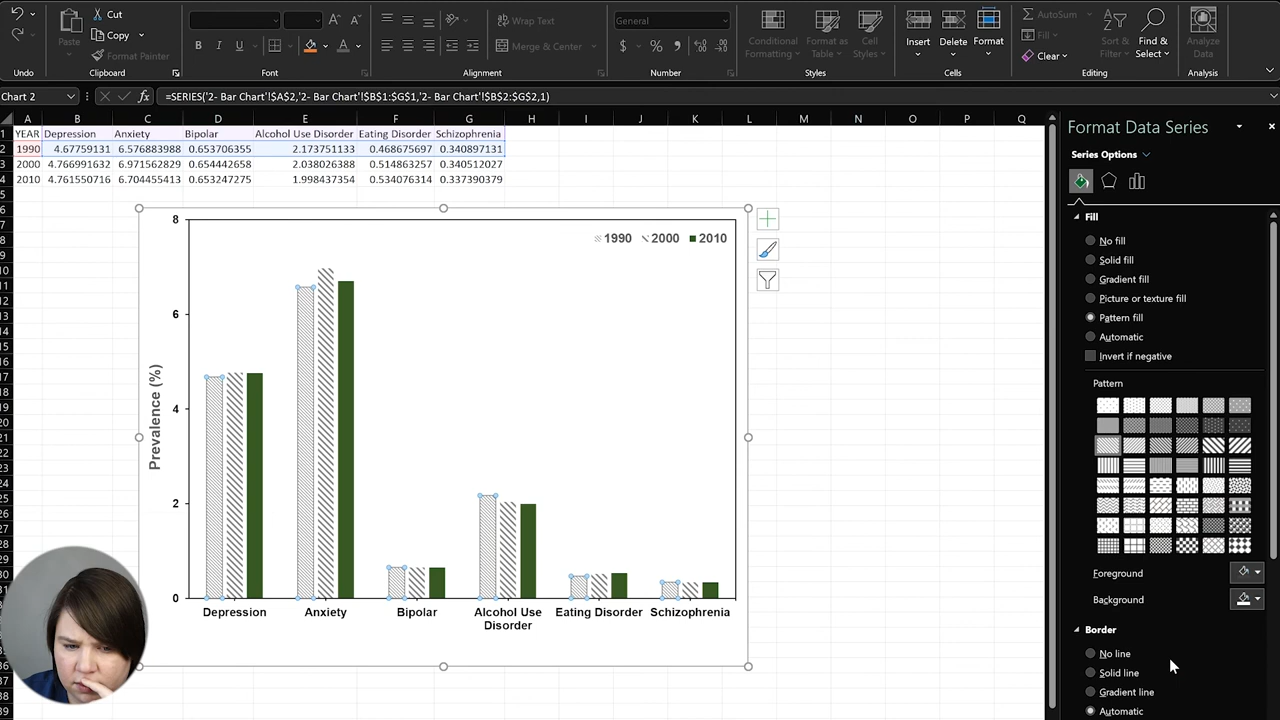 Cut
Copy
Format Painter
Paste
Wrap Text
Merge & Center
General
Conditional Formatting
Format as Table
Cell Styles
Insert
Delete
Format
AutoSum
Fill
Clear
Sort & Filter
Find & Select
Analyze Data
Undo
Clipboard
Font
Alignment
Number
Styles
Cells
Editing
Analysis
Chart 2
=SERIES('2- Bar Chart'!$A$2,'2- Bar Chart'!$B$1:$G$1,'2- Bar Chart'!$B$2:$G$2,1)
A B C D E F G H I J K L M N O P Q
1 YEAR Depression Anxiety Bipolar Alcohol Use Disorder Eating Disorder Schizophrenia
2 1990 4.67759131 6.576883988 0.653706355 2.173751133 0.468675697 0.340897131
3 2000 4.766991632 6.971562829 0.654442658 2.038026388 0.514863257 0.340512027
4 2010 4.761550716 6.704455413 0.653247275 1.998437354 0.534076314 0.337390379
8
6
4
2
0
Prevalence (%)
1990 2000 2010
Depression Anxiety Bipolar Alcohol Use Disorder Eating Disorder Schizophrenia
Format Data Series
Series Options
Fill
No fill
Solid fill
Gradient fill
Picture or texture fill
Pattern fill
Automatic
Invert if negative
Pattern
Foreground
Background
Border
No line
Solid line
Gradient line
Automatic